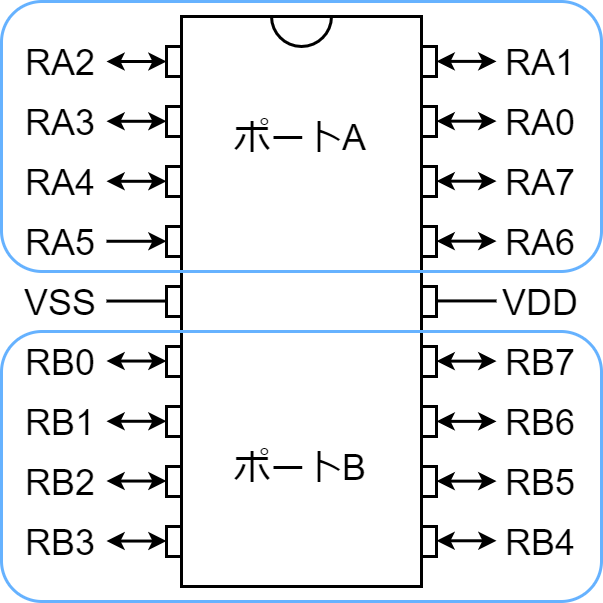 RA2
RA1
RA3
RA0
ポートA
RA4
RA7
RA5
RA6
VSS
VDD
RB0
RB7
RB1
RB6
ポートB
RB2
RB5
RB3
RB4